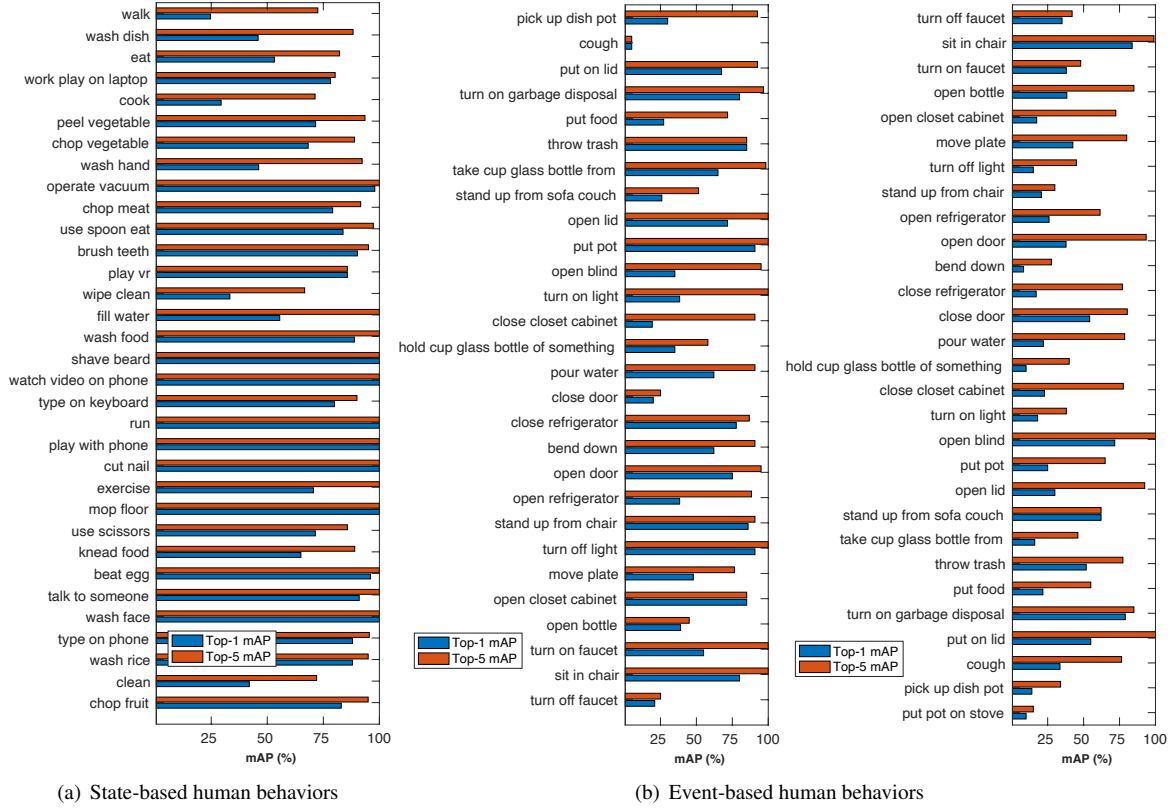 walk
wash dish
eat
work play on laptop
cook
peel vegetable
chop vegetable
wash hand
operate vacuum
chop meat
use spoon eat
brush teeth
play vr
wipe clean
fill water
wash food
shave beard
watch video on phone
type on keyboard
run
play with phone
cut nail
exercise
mop floor
use scissors
knead food
beat egg
talk to someone
wash face
type on phone
wash rice
clean
chop fruit
Top-1 mAP
Top-5 mAP
25 50 75 100
mAP (%)
(a) State-based human behaviors
pick up dish pot
cough
put on lid
turn on garbage disposal
put food
throw trash
take cup glass bottle from
stand up from sofa couch
open lid
put pot
open blind
turn on light
close closet cabinet
hold cup glass bottle of something
pour water
close door
close refrigerator
bend down
open door
open refrigerator
stand up from chair
turn off light
move plate
open closet cabinet
open bottle
turn on faucet
sit in chair
turn off faucet
Top-1 mAP
Top-5 mAP
25 50 75 100
mAP (%)
turn off faucet
sit in chair
turn on faucet
open bottle
open closet cabinet
move plate
turn off light
stand up from chair
open refrigerator
open door
bend down
close refrigerator
close door
pour water
hold cup glass bottle of something
close closet cabinet
turn on light
open blind
put pot
open lid
stand up from sofa couch
take cup glass bottle from
throw trash
put food
turn on garbage disposal
put on lid
cough
pick up dish pot
put pot on stove
Top-1 mAP
Top-5 mAP
25 50 75 100
mAP (%)
(b) Event-based human behaviors